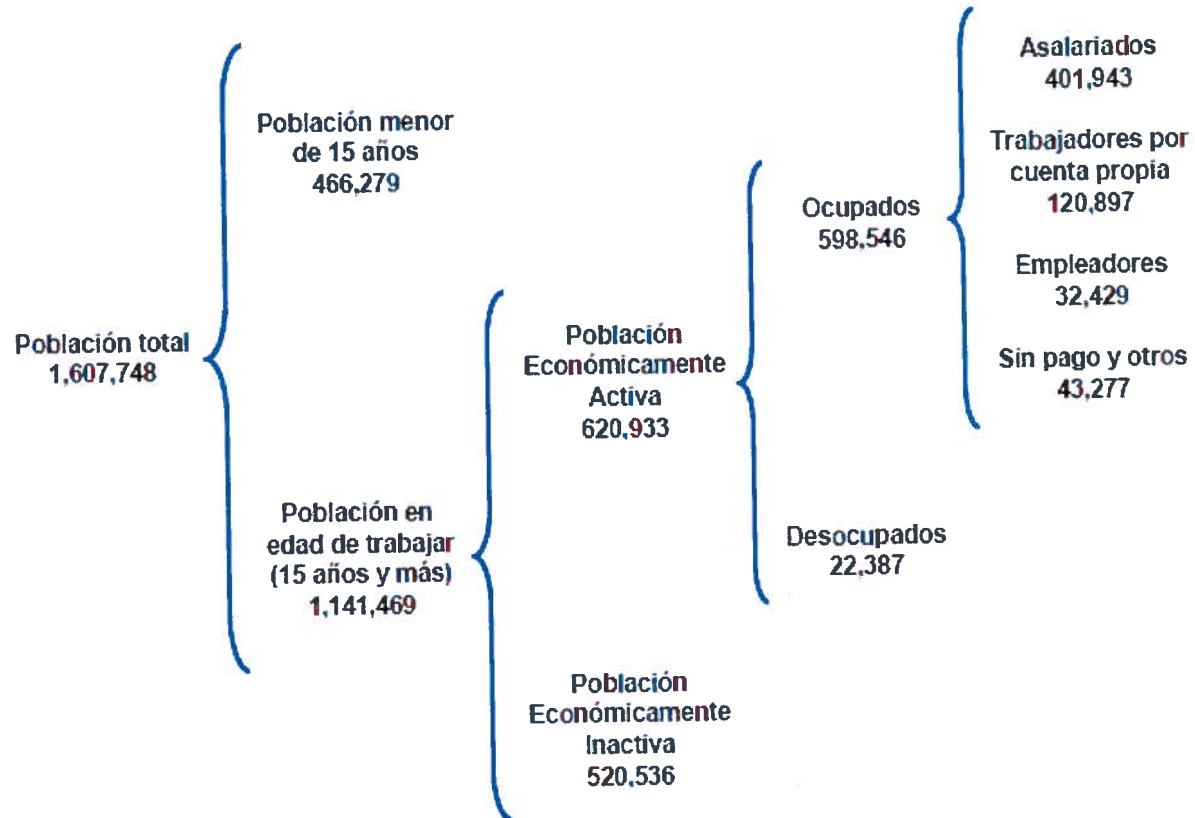 Población total
1,607,748
Población menor
de 15 años
466,279
Población en
edad de trabajar
(15 años y más)
1,141,469
Población
Económicamente
Activa
620,933
Población
Económicamente
Inactiva
520,536
Ocupados
598,546
Desocupados
22,387
Asalariados
401,943
Trabajadores por
cuenta propia
120,897
Empleadores
32,429
Sin pago y otros
43,277